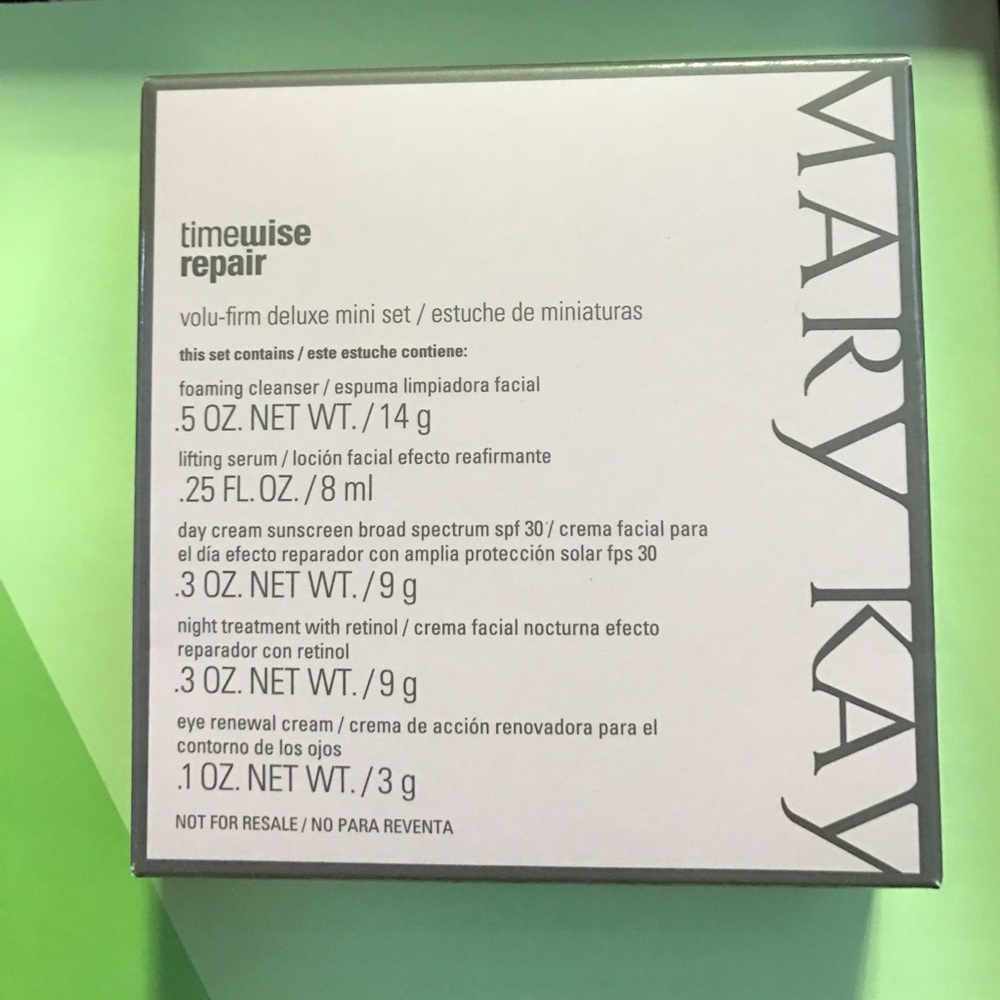 timewise
repair
volu-firm deluxe mini set / estuche de miniaturas
this set contains / este estuche contiene:
foaming cleanser / espuma limpiadora facial
.5 OZ. NET WT. / 14 g
lifting serum / loción facial efecto reafirmante
.25 FL. OZ. / 8 ml
day cream sunscreen broad spectrum spf 30* / crema facial para
el día efecto reparador con amplia protección solar fps 30
.3 OZ. NET WT. / 9 g
night treatment with retinol / crema facial nocturna efecto
reparador con retinol
.3 OZ. NET WT. / 9 g
eye renewal cream / crema de acción renovadora para el
contorno de los ojos
.1 OZ. NET WT. / 3 g
NOT FOR RESALE / NO PARA REVENTA
MARY KAY